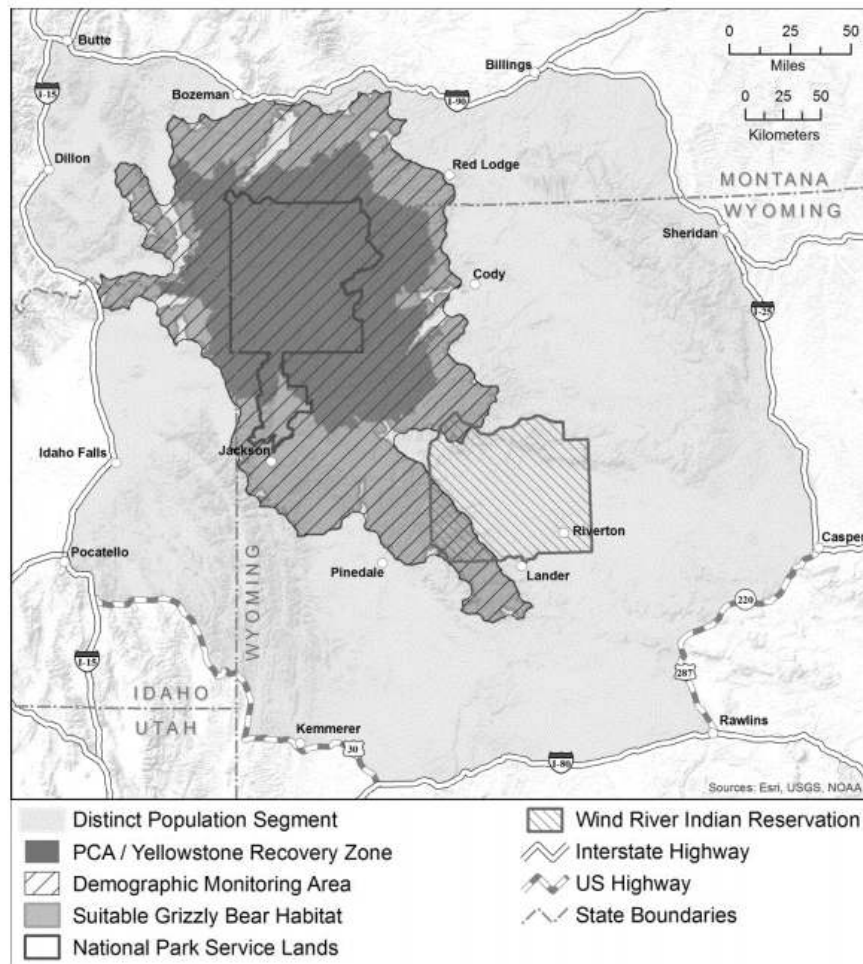 Butte
Billings
0 25 50
Miles
0 25 50
Kilometers
I-15
Bozeman
I-90
Dillon
Red Lodge
MONTANA
WYOMING
Sheridan
Cody
I-25
Idaho Falls
Jackson
Riverton
Casper
Pocatello
Pinedale
Lander
WYOMING
220
I-15
287
IDAHO
UTAH
Rawlins
Kemmerer
30
I-80
Sources: Esri, USGS, NOAA
Distinct Population Segment
PCA / Yellowstone Recovery Zone
Demographic Monitoring Area
Suitable Grizzly Bear Habitat
National Park Service Lands
Wind River Indian Reservation
Interstate Highway
US Highway
State Boundaries